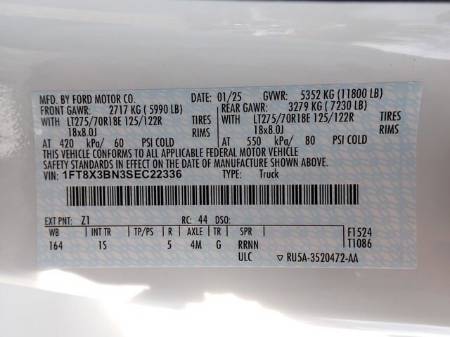 MFD. BY FORD MOTOR CO. DATE: 01/25 GVWR: 5352 KG (11800 LB)
FRONT GAWR: 2717 KG (5990 LB) REAR GAWR: 3279 KG (7230 LB)
WITH LT275/70R18E 125/122R TIRES WITH LT275/70R18E 125/122R TIRES
18x8.0J RIMS 18x8.0J RIMS
AT 420 kPa/ 60 PSI COLD AT 550 kPa/ 80 PSI COLD
THIS VEHICLE CONFORMS TO ALL APPLICABLE FEDERAL MOTOR VEHICLE
SAFETY STANDARDS IN EFFECT ON THE DATE OF MANUFACTURE SHOWN ABOVE.
VIN: 1FT8X3BN3SEC22336 TYPE: Truck
EXT PNT: Z1 RC: 44 DSO:
WB INT TR TP/PS R AXLE TR SPR F1524
164 1S 5 4M G RRNN T1086
ULC RU5A-3520472-AA